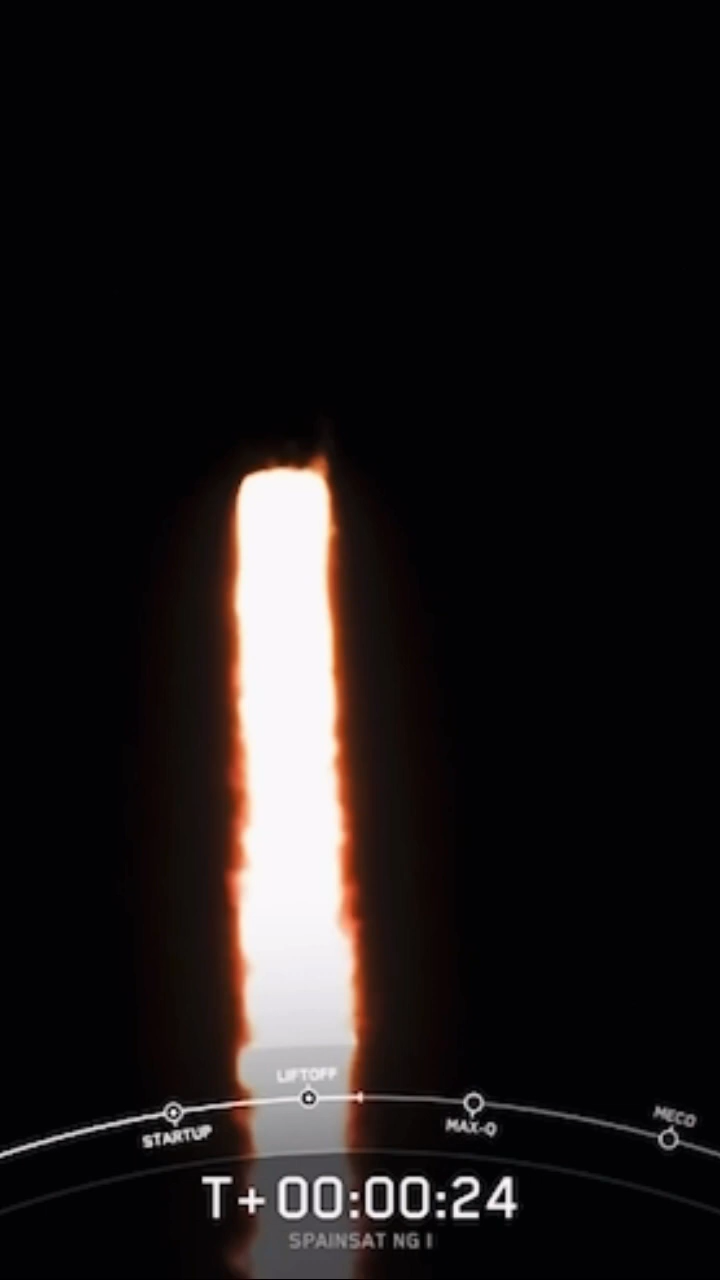 LIFTOFF
STARTUP
MAX-Q
MECO
T+00:00:24
SPAINSAT NG I